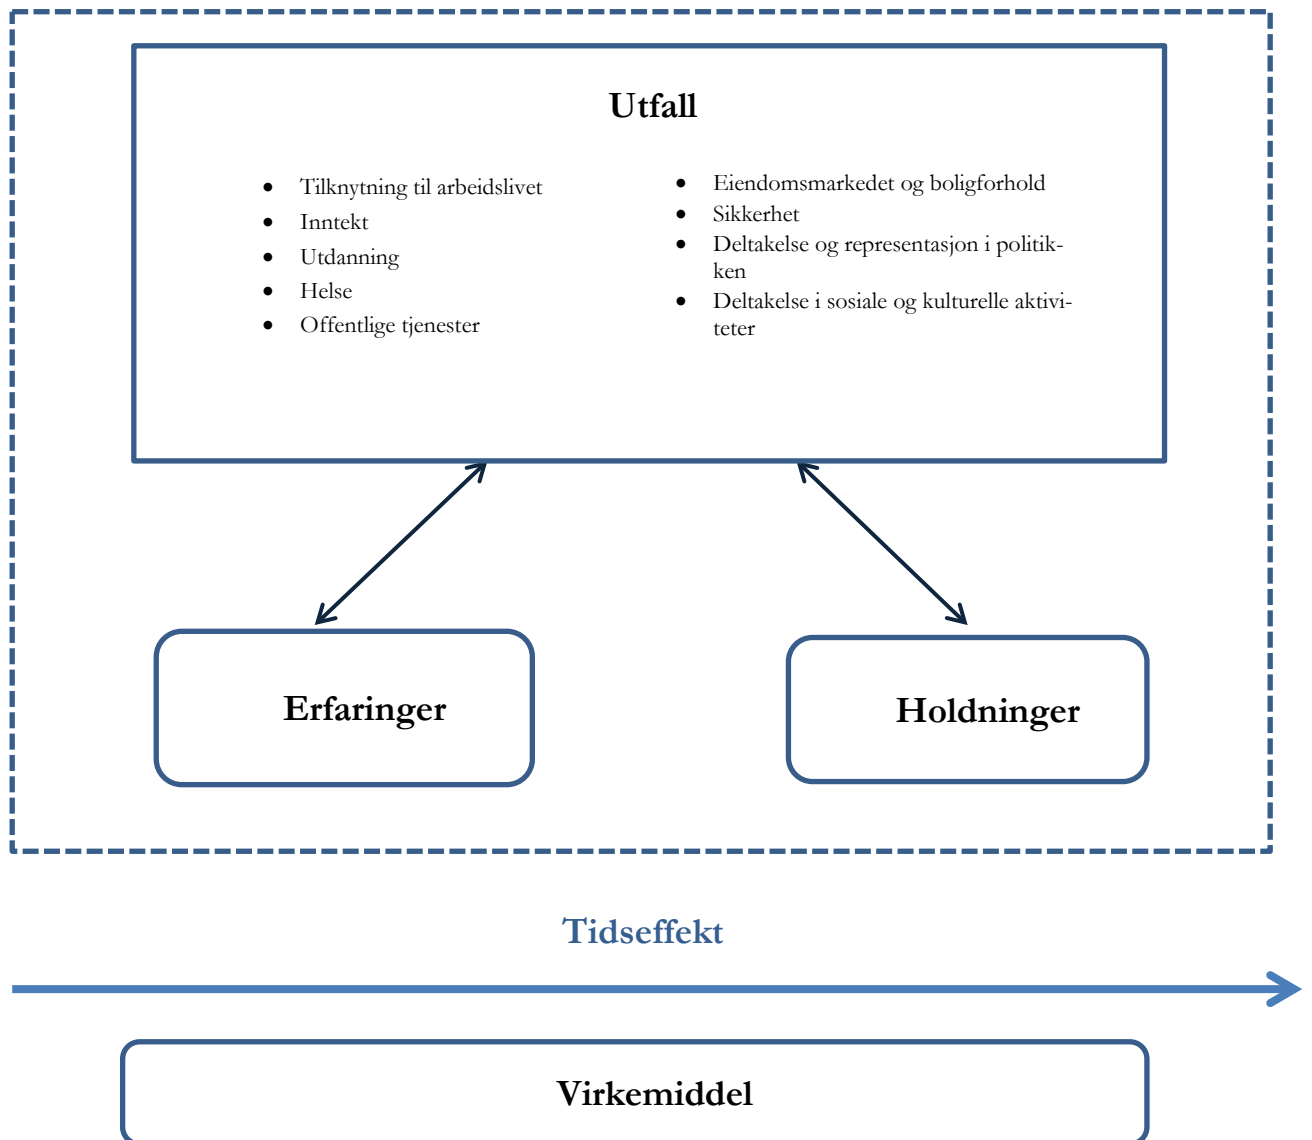 Utfall
• Tilknytning til arbeidslivet
• Inntekt
• Utdanning
• Helse
• Offentlige tjenester
• Eiendomsmarkedet og boligforhold
• Sikkerhet
• Deltakelse og representasjon i politik-
ken
• Deltakelse i sosiale og kulturelle aktivi-
teter
Erfaringer
Holdninger
Tidseffekt
Virkemiddel